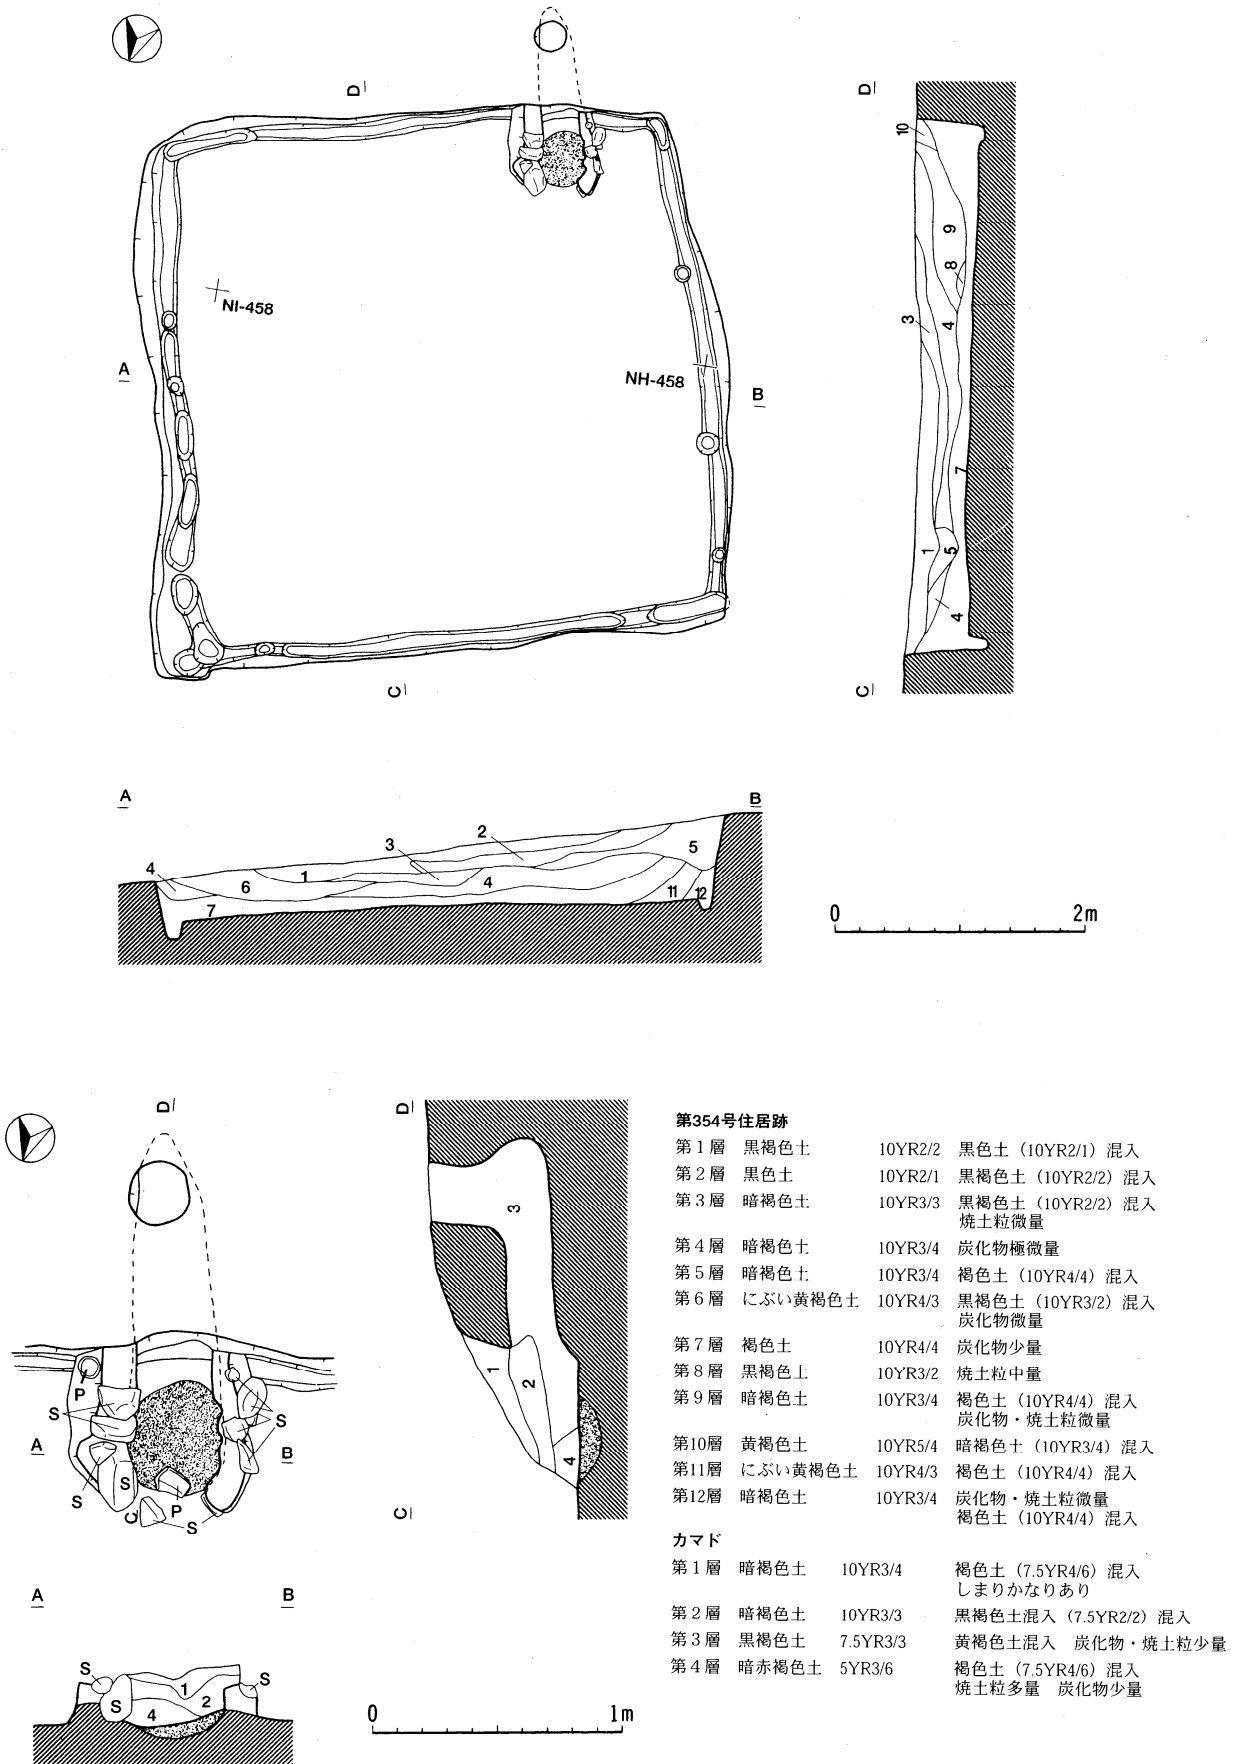 D
D
10
9
8
NI-458
3
4
A
NH-458
B
7
1
5
4
C
C
A
B
2
3
5
4
1
4
6
11
12
7
0
2m
D
D
3
P
S
S
A
B
S
S
S
P
C
S
1
2
4
C
A
B
S
S
1
S
2
4
0
1m
第354号住居跡
第1層 黒褐色土 10YR2/2 黒色土(10YR2/1)混入
第2層 黒色土 10YR2/1 黒褐色土(10YR2/2)混入
第3層 暗褐色土 10YR3/3 黒褐色土(10YR2/2)混入
焼土粒微量
第4層 暗褐色土 10YR3/4 炭化物極微量
第5層 暗褐色土 10YR3/4 褐色土(10YR4/4)混入
第6層 にぶい黄褐色土 10YR4/3 黒褐色土(10YR3/2)混入
炭化物微量
第7層 褐色土 10YR4/4 炭化物少量
第8層 黒褐色土 10YR3/2 焼土粒中量
第9層 暗褐色土 10YR3/4 褐色土(10YR4/4)混入
炭化物・焼土粒微量
第10層 黄褐色土 10YR5/4 暗褐色土(10YR3/4)混入
第11層 にぶい黄褐色土 10YR4/3 褐色土(10YR4/4)混入
第12層 暗褐色土 10YR3/4 炭化物・焼土粒微量
褐色土(10YR4/4)混入
カマド
第1層 暗褐色土 10YR3/4 褐色土(7.5YR4/6)混入
しまりかなりあり
第2層 暗褐色土 10YR3/3 黒褐色土混入(7.5YR2/2)混入
第3層 黒褐色土 7.5YR3/3 黄褐色土混入 炭化物・焼土粒少量
第4層 暗赤褐色土 5YR3/6 褐色土(7.5YR4/6)混入
焼土粒多量 炭化物少量